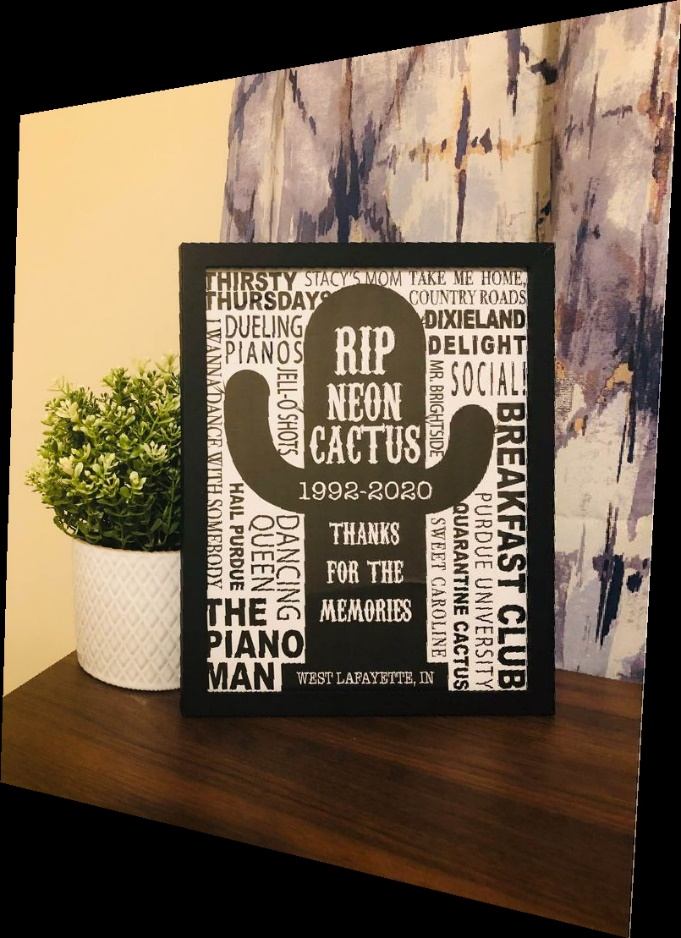 THIRSTY THURSDAYS
STACY'S MOM
TAKE ME HOME,
COUNTRY ROADS
I WANNA DANCE WITH SOMEBODY
DUELING
PIANOS
JELL-O SHOTS
DIXIELAND
DELIGHT
MR. BRIGHTSIDE
SOCIAL!
BREAKFAST CLUB
RIP
NEON
CACTUS
1992-2020
THANKS
FOR THE
MEMORIES
HAIL PURDUE
DANCING
QUEEN
THE
PIANO
MAN
SWEET CAROLINE
QUARANTINE CACTUS
PURDUE UNIVERSITY
WEST LAFAYETTE, IN